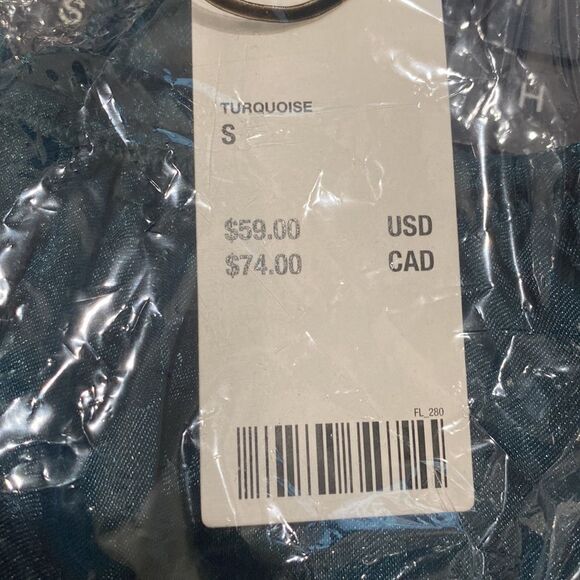 S
H
TURQUOISE
S
$59.00 USD
$74.00 CAD
FL_280